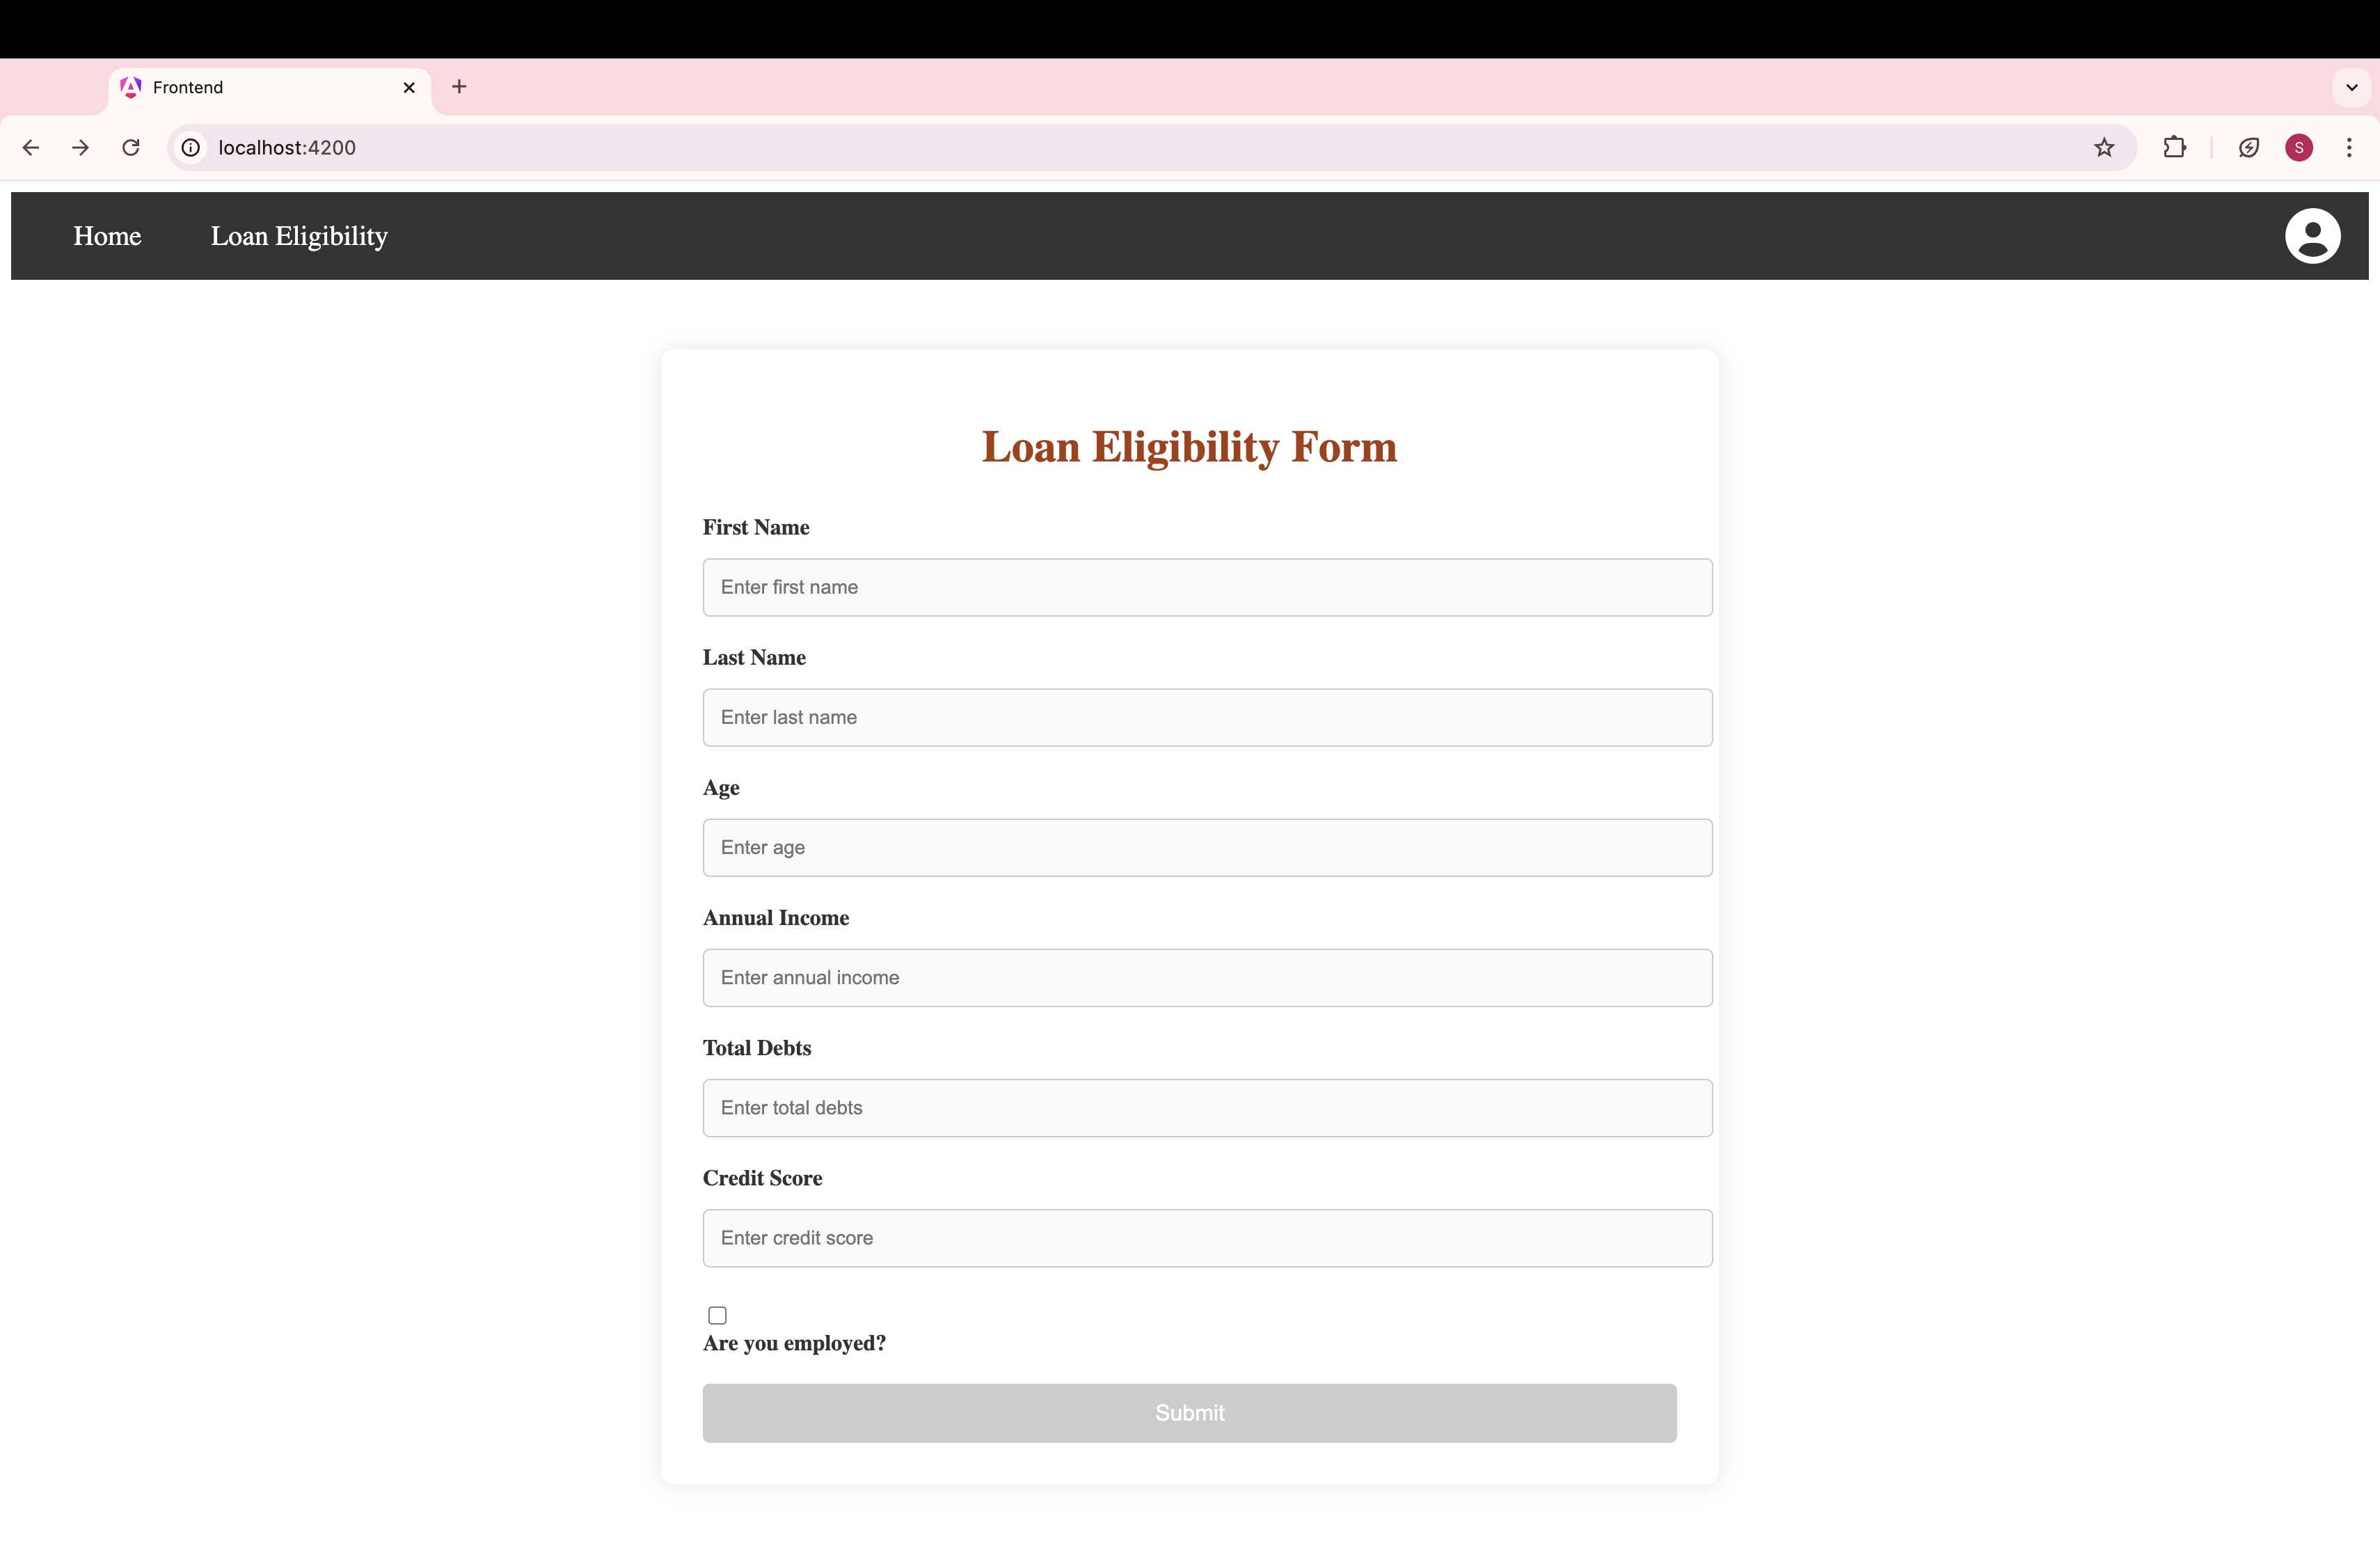 Frontend
localhost:4200
S
Home Loan Eligibility
Loan Eligibility Form
First Name
Enter first name
Last Name
Enter last name
Age
Enter age
Annual Income
Enter annual income
Total Debts
Enter total debts
Credit Score
Enter credit score
Are you employed?
Submit